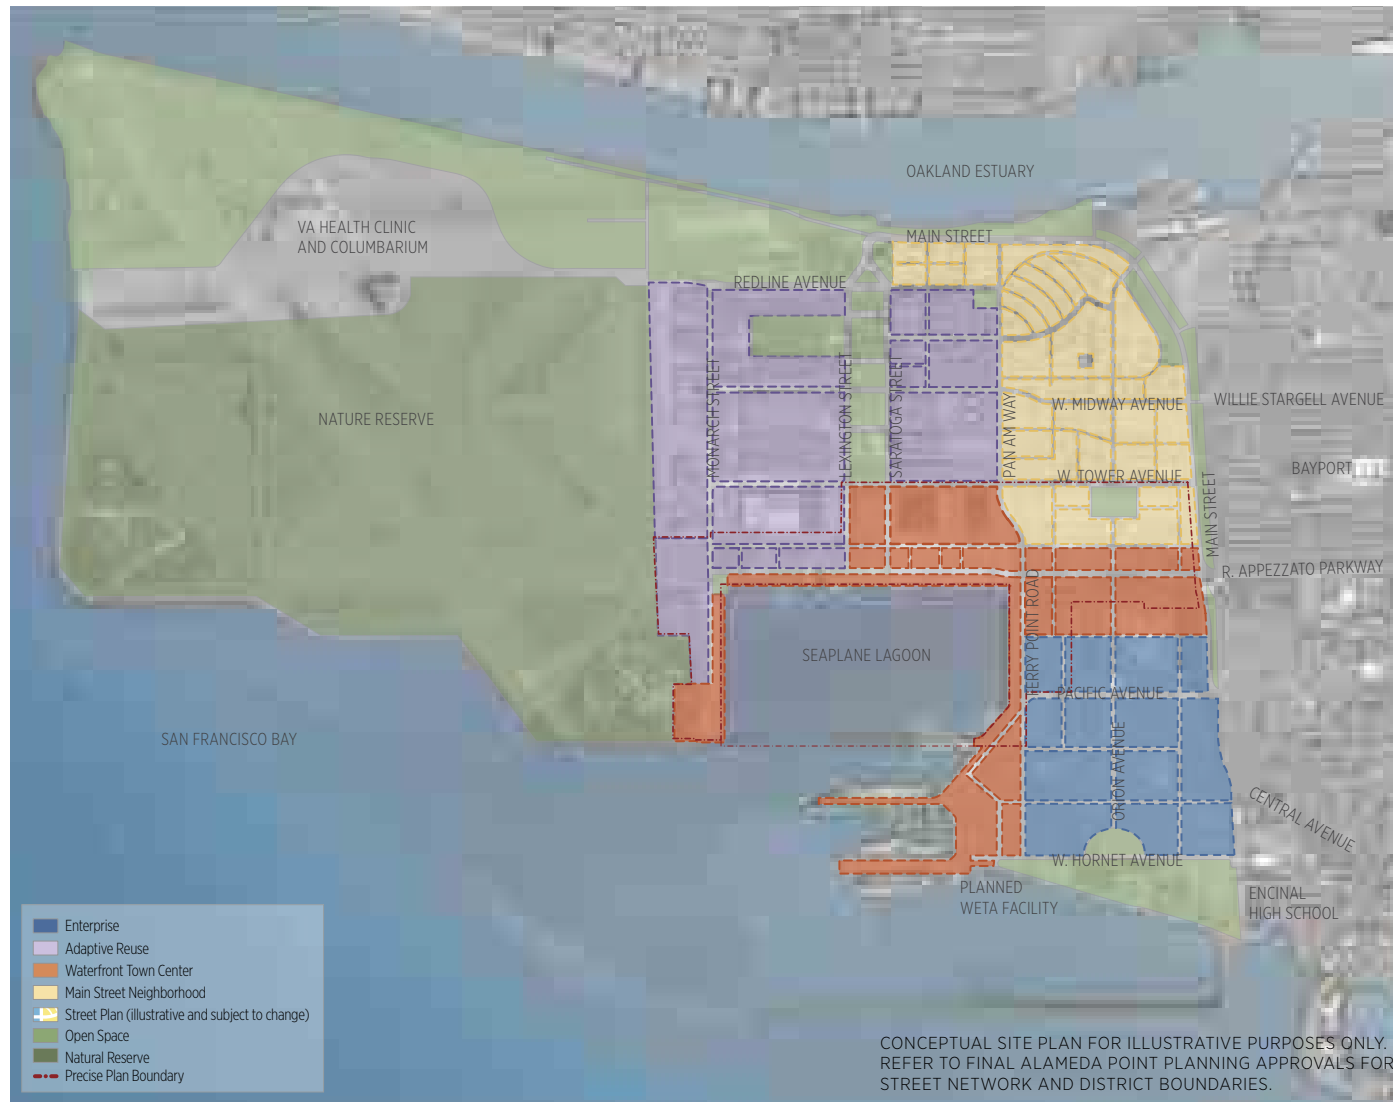 OAKLAND ESTUARY
VA HEALTH CLINIC
AND COLUMBARIUM
MAIN STREET
REDLINE AVENUE
NATURE RESERVE
MONARCH STREET
LEXINGTON STREET
SARATOGA STREET
PAN AM WAY
W. MIDWAY AVENUE
WILLIE STARGELL AVENUE
W. TOWER AVENUE
BAYPORT
MAIN STREET
R. APPEZZATO PARKWAY
FERRY POINT ROAD
SEAPLANE LAGOON
PACIFIC AVENUE
SAN FRANCISCO BAY
ORION AVENUE
CENTRAL AVENUE
W. HORNET AVENUE
PLANNED
WETA FACILITY
ENCINAL
HIGH SCHOOL
Enterprise
Adaptive Reuse
Waterfront Town Center
Main Street Neighborhood
Street Plan (illustrative and subject to change)
Open Space
Natural Reserve
Precise Plan Boundary
CONCEPTUAL SITE PLAN FOR ILLUSTRATIVE PURPOSES ONLY.
REFER TO FINAL ALAMEDA POINT PLANNING APPROVALS FOR
STREET NETWORK AND DISTRICT BOUNDARIES.